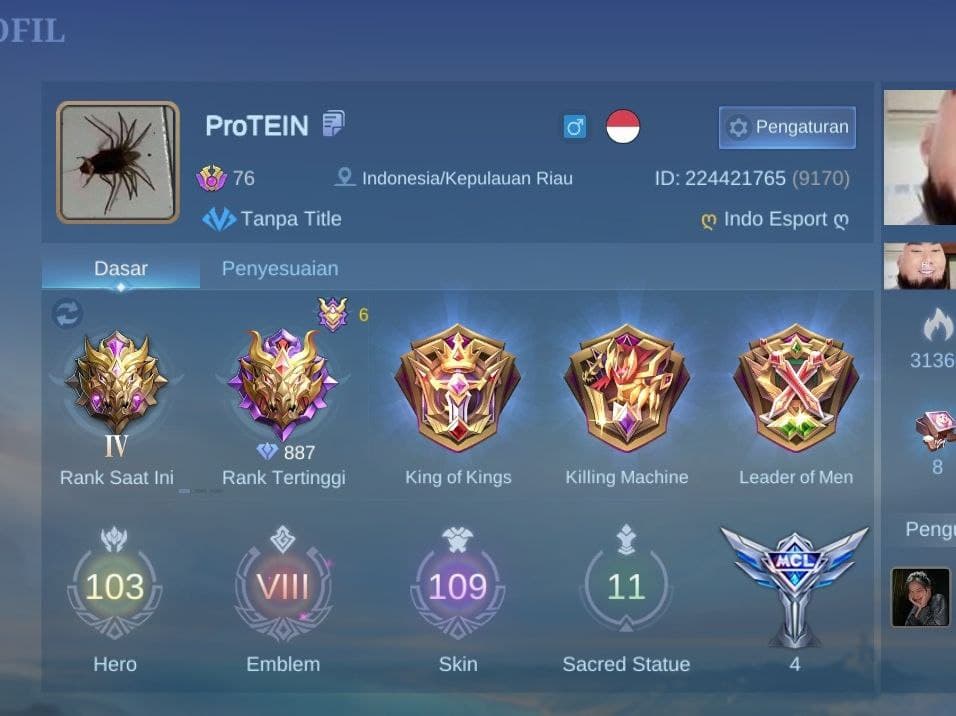 OFIL
ProTEIN
Pengaturan
76
Indonesia/Kepulauan Riau
ID: 224421765 (9170)
Tanpa Title
ღ Indo Esport ღ
Dasar
Penyesuaian
6
IV
887
Rank Saat Ini
Rank Tertinggi
King of Kings
Killing Machine
Leader of Men
3136
8
103
VIII
109
11
MCL
Hero
Emblem
Skin
Sacred Statue
4
Pengu